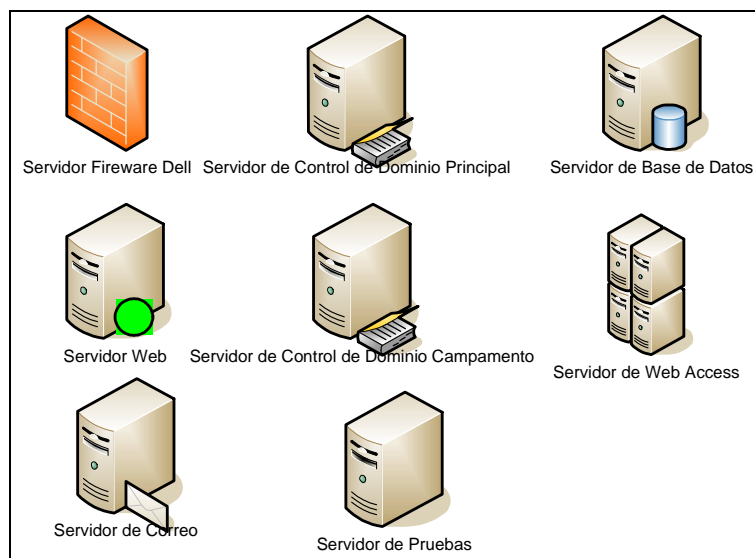 Servidor Fireware Dell
Servidor de Control de Dominio Principal
Servidor de Base de Datos
Servidor Web
Servidor de Control de Dominio Campamento
Servidor de Web Access
Servidor de Correo
Servidor de Pruebas